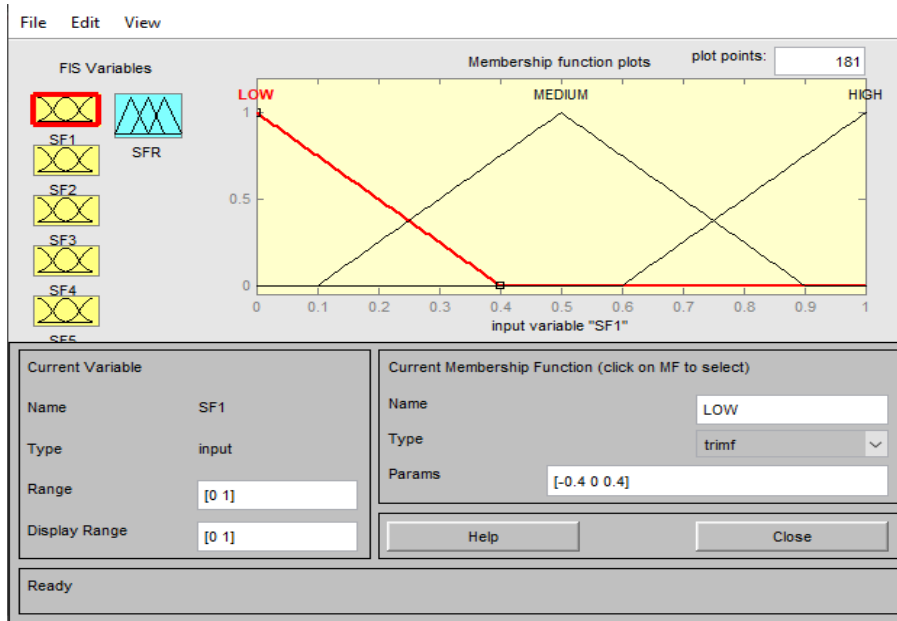 File Edit View
FIS Variables
SF1
SF2
SF3
SF4
SF5
SFR
Membership function plots
plot points: 181
LOW MEDIUM HIGH
1
0.5
0
0 0.1 0.2 0.3 0.4 0.5 0.6 0.7 0.8 0.9 1
input variable "SF1"
Current Variable
Name SF1
Type input
Range [0 1]
Display Range [0 1]
Current Membership Function (click on MF to select)
Name LOW
Type trimf
Params [-0.4 0 0.4]
Help Close
Ready